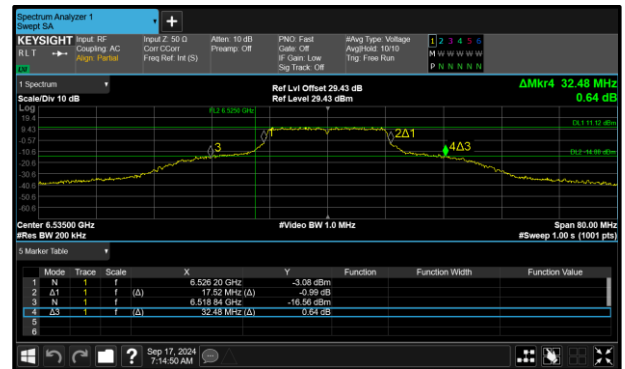 Spectrum Analyzer 1
Swept SA
+
KEYSIGHT Input: RF Input Z: 50 Ω Atten: 10 dB PNO: Fast #Avg Type: Voltage 1 2 3 4 5 6
RLT Coupling: AC Corr CCorr Preamp: Off Gate: Off Avg|Hold: 10/10 M W W W W W
Align: Partial Freq Ref: Int (S) IF Gain: Low Trig: Free Run P N N N N N
Sig Track: Off
1 Spectrum Ref Lvl Offset 29.43 dB ΔMkr4 32.48 MHz
Scale/Div 10 dB Ref Level 29.43 dBm 0.64 dB
Log
19.4
9.43
-0.57
-10.6
-20.6
-30.6
-40.6
-50.6
-60.6
DL1 11.12 dBm
1 2Δ1
3 4Δ3
Center 6.53500 GHz #Video BW 1.0 MHz Span 80.00 MHz
#Res BW 200 kHz #Sweep 1.00 s (1001 pts)
5 Marker Table
Mode Trace Scale X Y Function Function Width Function Value
1 N 1 f 6.526 20 GHz -3.08 dBm
2 Δ1 1 f (Δ) 17.52 MHz (Δ) -0.99 dB
3 N 1 f 6.518 84 GHz -16.56 dBm
4 Δ3 1 f (Δ) 32.48 MHz (Δ) 0.64 dB
5
6
? Sep 17, 2024
7:14:50 AM